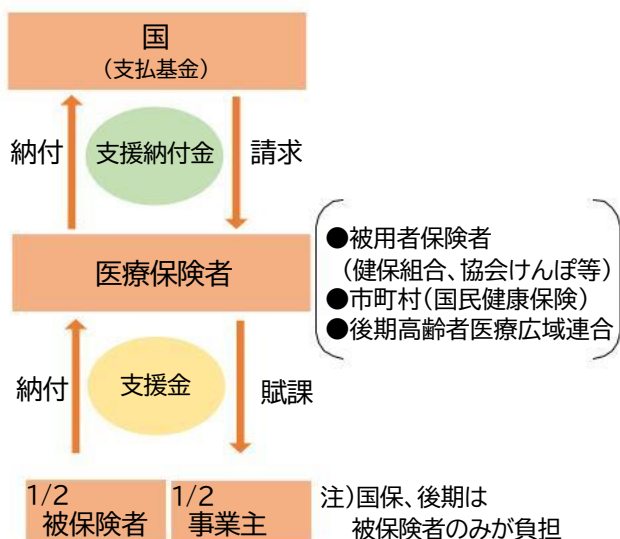 国
（支払基金）
納付
支援納付金
請求
医療保険者
●被用者保険者
（健保組合、協会けんぽ等）
●市町村（国民健康保険）
●後期高齢者医療広域連合
納付
支援金
賦課
1/2
被保険者
1/2
事業主
注）国保、後期は
被保険者のみが負担